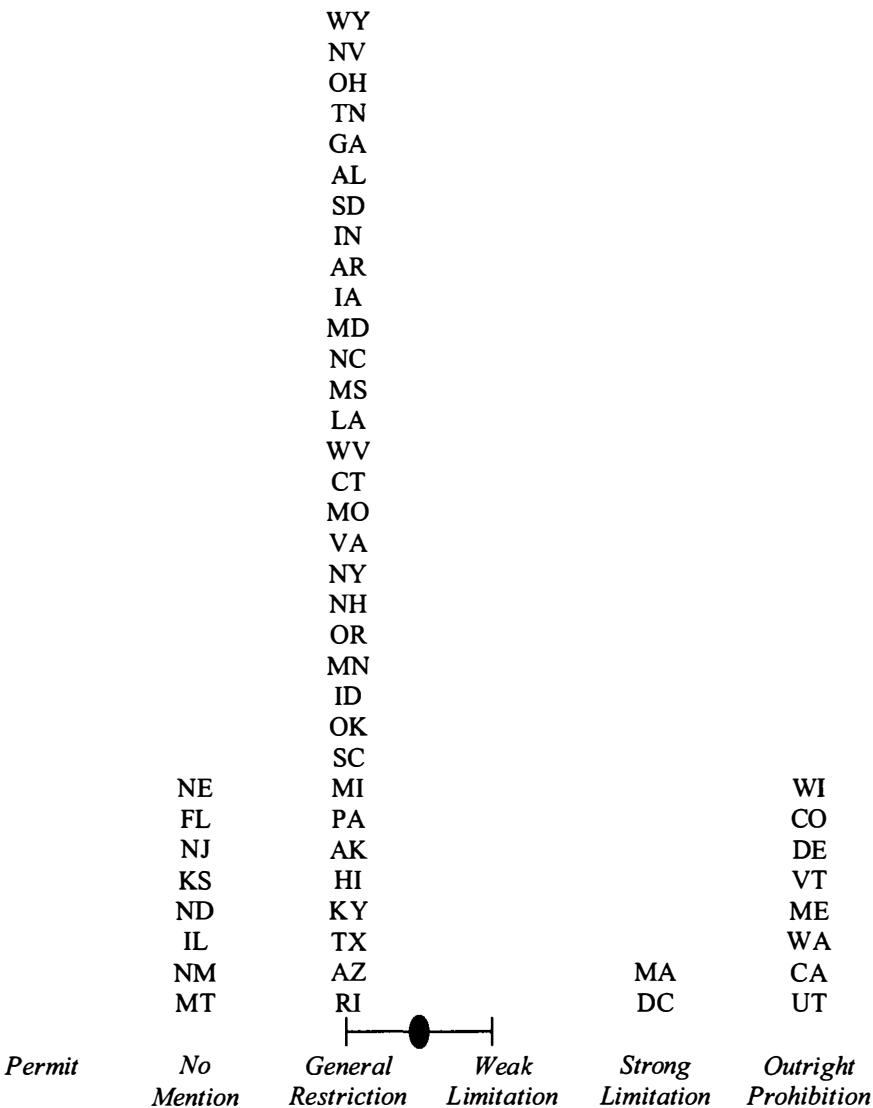 WY
NV
OH
TN
GA
AL
SD
IN
AR
IA
MD
NC
MS
LA
WV
CT
MO
VA
NY
NH
OR
MN
ID
OK
SC
NE MI WI
FL PA CO
NJ AK DE
KS HI VT
ND KY ME
IL TX WA
NM AZ MA CA
MT RI DC UT
Permit No General Weak Strong Outright
Mention Restriction Limitation Limitation Prohibition